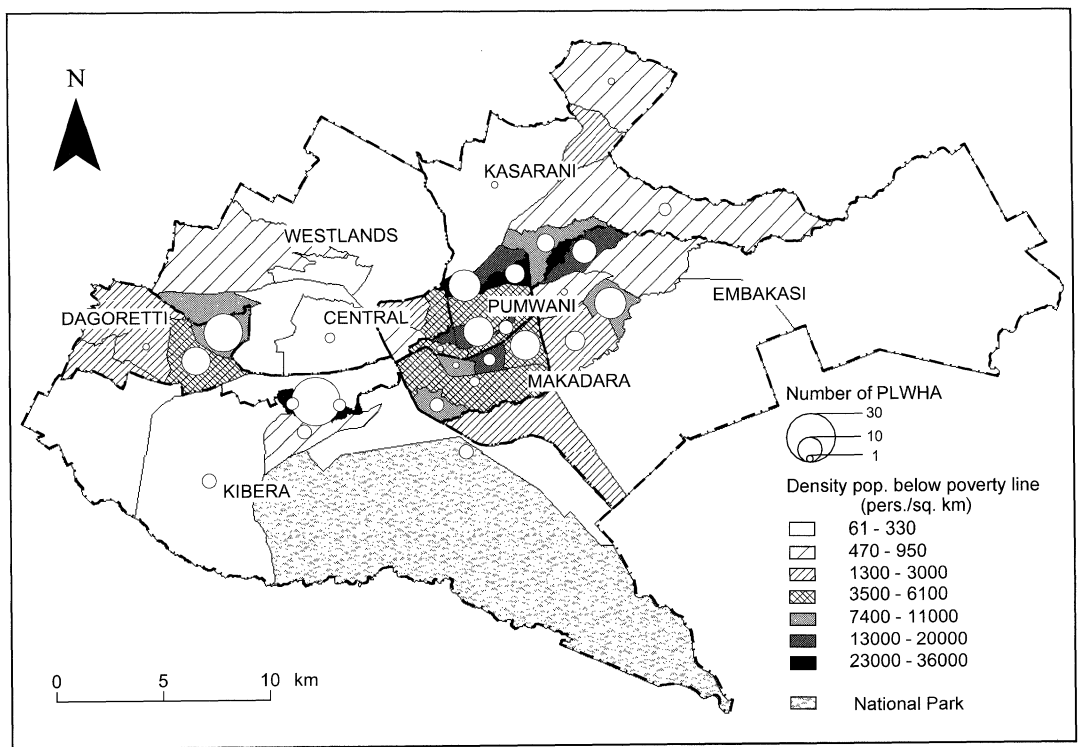 N
KASARANI
WESTLANDS
EMBAKASI
PUMWANI
DAGORETTI
CENTRAL
MAKADARA
KIBERA
Number of PLWHA
30
10
1
Density pop. below poverty line
(pers./sq. km)
61 - 330
470 - 950
1300 - 3000
3500 - 6100
7400 - 11000
13000 - 20000
23000 - 36000
National Park
0 5 10 km